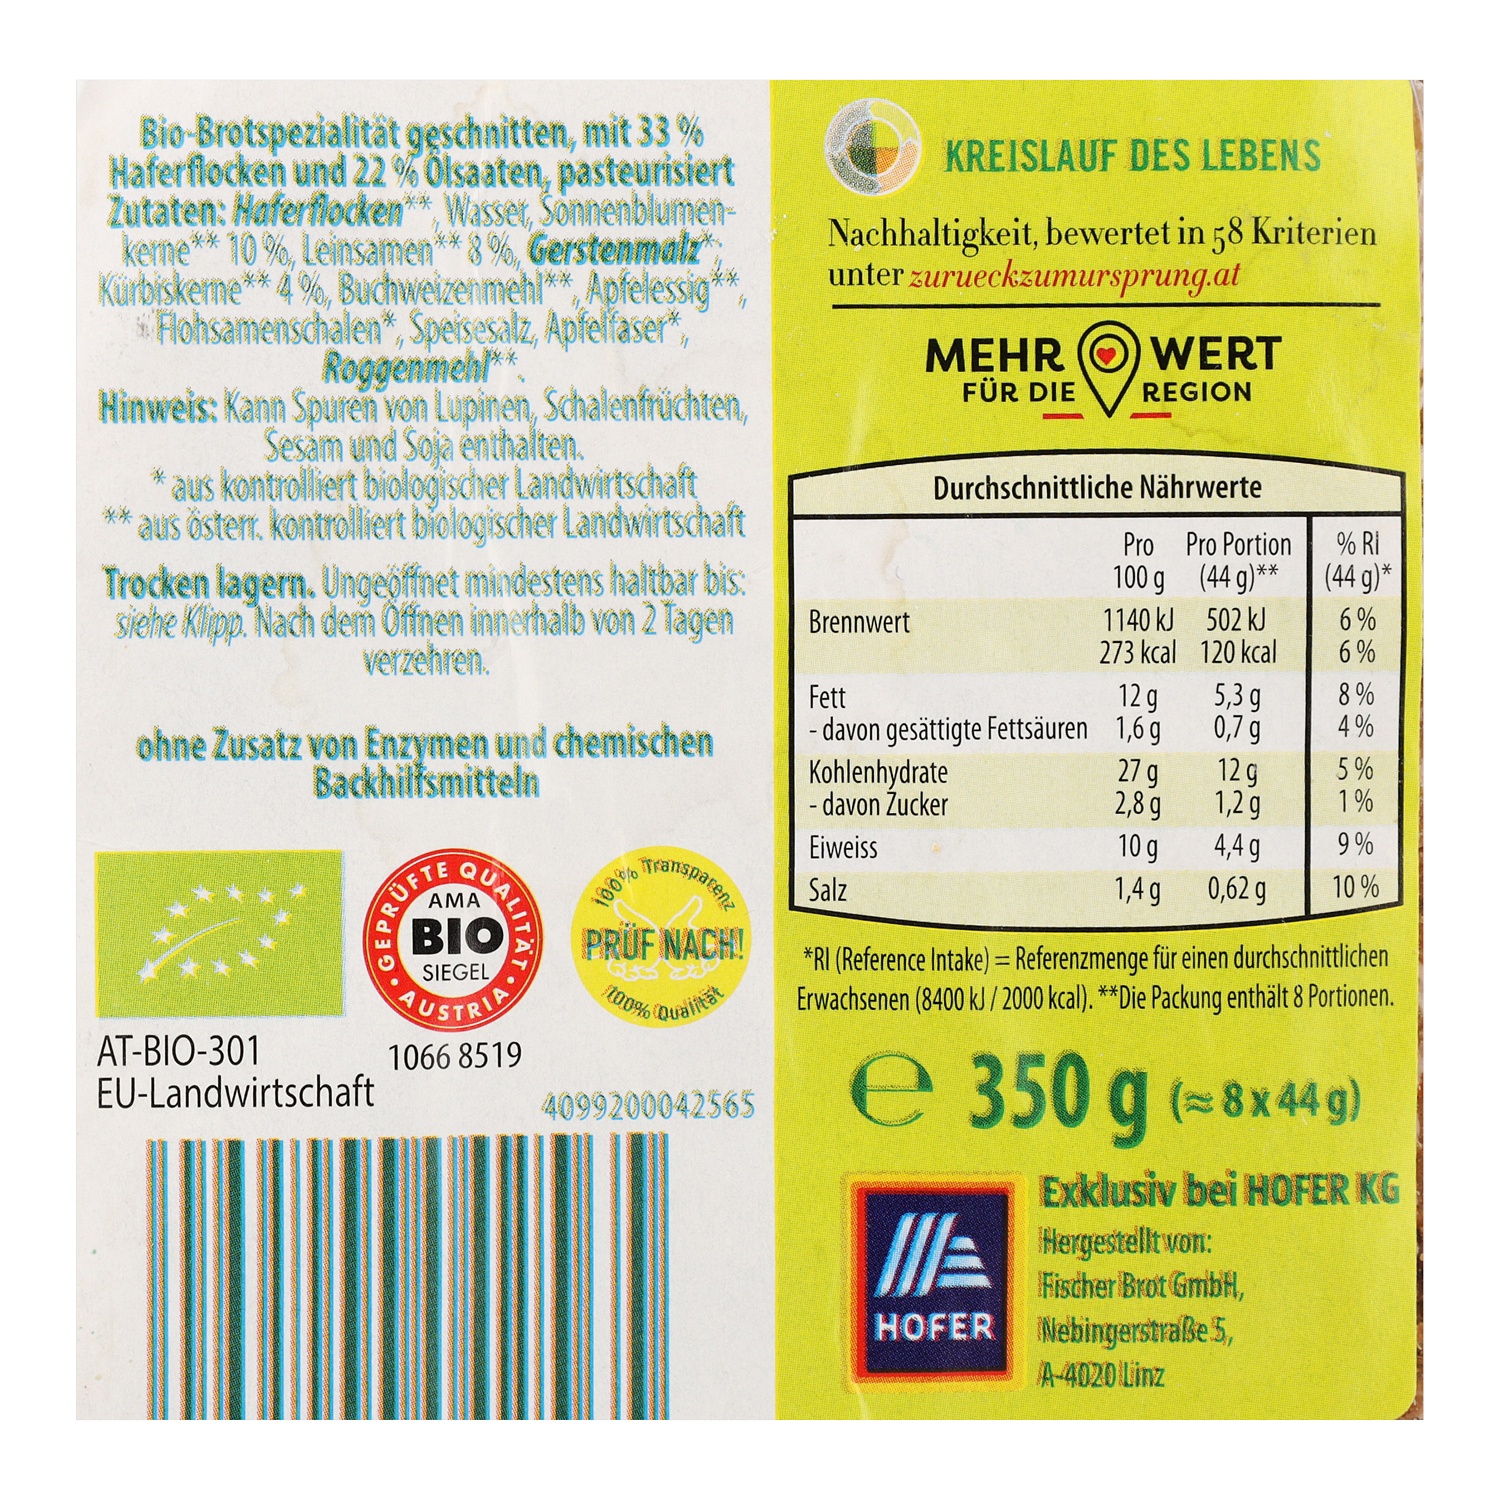 Bio-Brotspezialität geschnitten, mit 33 %
Haferflocken und 22 % Ölsaaten, pasteurisiert
Zutaten: Haferflocken**, Wasser, Sonnenblumen-
kerne** 10 %, Leinsamen** 8 %, Gerstenmalz*,
Kürbiskerne** 4 %, Buchweizenmehl**, Apfelessig**,
Flohsamenschalen*, Speisesalz, Apfelfaser*,
Roggenmehl**.
Hinweis: Kann Spuren von Lupinen, Schalenfrüchten,
Sesam und Soja enthalten.
* aus kontrolliert biologischer Landwirtschaft
** aus österr. kontrolliert biologischer Landwirtschaft
Trocken lagern. Ungeöffnet mindestens haltbar bis:
siehe Klipp. Nach dem Öffnen innerhalb von 2 Tagen
verzehren.
ohne Zusatz von Enzymen und chemischen
Backhilfsmitteln
GEPRÜFTE QUALITÄT
AMA
BIO
SIEGEL
AUSTRIA
100% Transparenz
PRÜF NACH!
100% Qualität
AT-BIO-301
EU-Landwirtschaft
1066 8519
4099200042565
KREISLAUF DES LEBENS
Nachhaltigkeit, bewertet in 58 Kriterien
unter zurueckzumursprung.at
MEHR WERT
FÜR DIE REGION
Durchschnittliche Nährwerte
Pro Pro Portion % RI
100 g (44 g)** (44 g)*
Brennwert 1140 kJ 502 kJ 6 %
273 kcal 120 kcal 6 %
Fett 12 g 5,3 g 8 %
- davon gesättigte Fettsäuren 1,6 g 0,7 g 4 %
Kohlenhydrate 27 g 12 g 5 %
- davon Zucker 2,8 g 1,2 g 1 %
Eiweiss 10 g 4,4 g 9 %
Salz 1,4 g 0,62 g 10 %
*RI (Reference Intake) = Referenzmenge für einen durchschnittlichen
Erwachsenen (8400 kJ / 2000 kcal). **Die Packung enthält 8 Portionen.
℮ 350 g (≈ 8 x 44 g)
HOFER
Exklusiv bei HOFER KG
Hergestellt von:
Fischer Brot GmbH,
Nebingerstraße 5,
A-4020 Linz